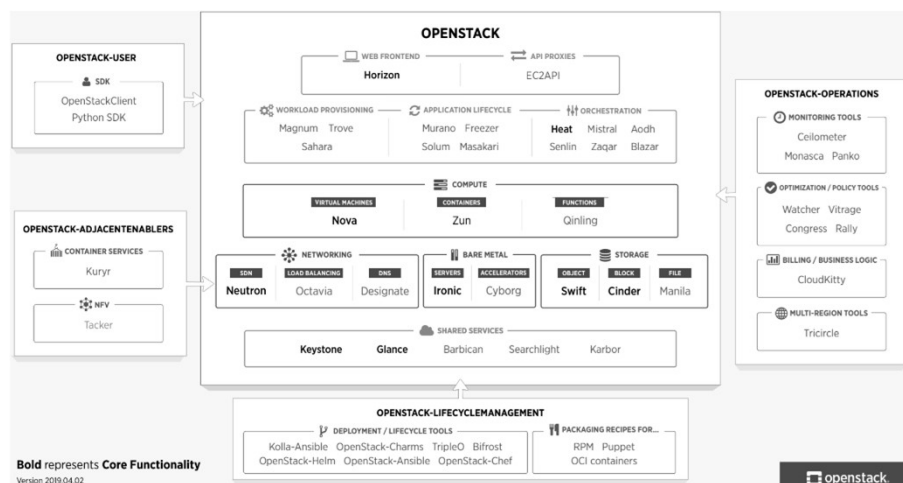 OPENSTACK
WEB FRONTEND
Horizon
API PROXIES
EC2API
WORKLOAD PROVISIONING
Magnum Trove
Sahara
APPLICATION LIFECYCLE
Murano Freezer
Solum Masakari
ORCHESTRATION
Heat Mistral Aodh
Senlin Zaqar Blazar
COMPUTE
VIRTUAL MACHINES
Nova
CONTAINERS
Zun
FUNCTIONS
Qinling
NETWORKING
SDN
Neutron
LOAD BALANCING
Octavia
DNS
Designate
BARE METAL
SERVERS
Ironic
ACCELERATORS
Cyborg
STORAGE
OBJECT
Swift
BLOCK
Cinder
FILE
Manila
SHARED SERVICES
Keystone Glance Barbican Searchlight Karbor
OPENSTACK-USER
SDK
OpenStackClient
Python SDK
OPENSTACK-ADJACENTENABLERS
CONTAINER SERVICES
Kuryr
NFV
Tacker
OPENSTACK-OPERATIONS
MONITORING TOOLS
Ceilometer
Monasca Panko
OPTIMIZATION / POLICY TOOLS
Watcher Vitrage
Congress Rally
BILLING / BUSINESS LOGIC
CloudKitty
MULTI-REGION TOOLS
Tricircle
OPENSTACK-LIFECYCLEMANAGEMENT
DEPLOYMENT / LIFECYCLE TOOLS
Kolla-Ansible OpenStack-Charms TripleO Bifrost
OpenStack-Helm OpenStack-Ansible OpenStack-Chef
PACKAGING RECIPES FOR...
RPM Puppet
OCI containers
Bold represents Core Functionality
Version 2019.04.02
openstack.